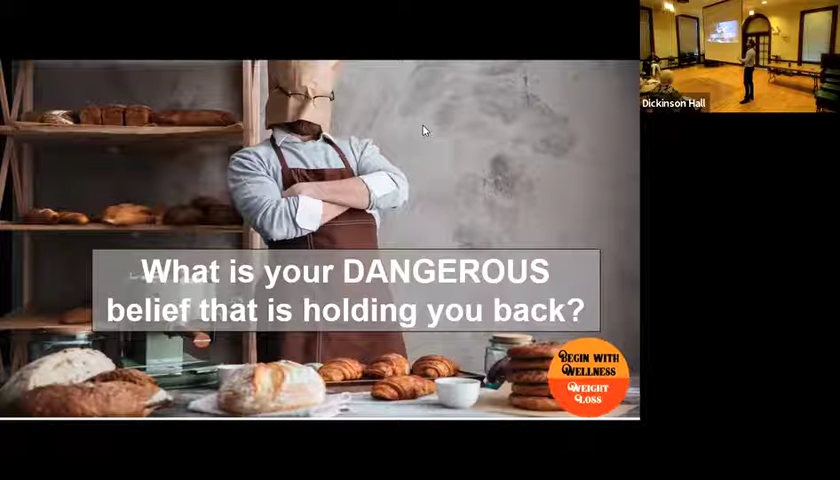 Dickinson Hall
What is your DANGEROUS
belief that is holding you back?
BEGIN WITH
WELLNESS
WEIGHT
LOSS